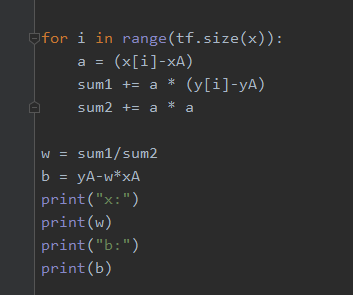 for i in range(tf.size(x)):
    a = (x[i]-xA)
    sum1 += a * (y[i]-yA)
    sum2 += a * a

w = sum1/sum2
b = yA-w*xA
print("x:")
print(w)
print("b:")
print(b)